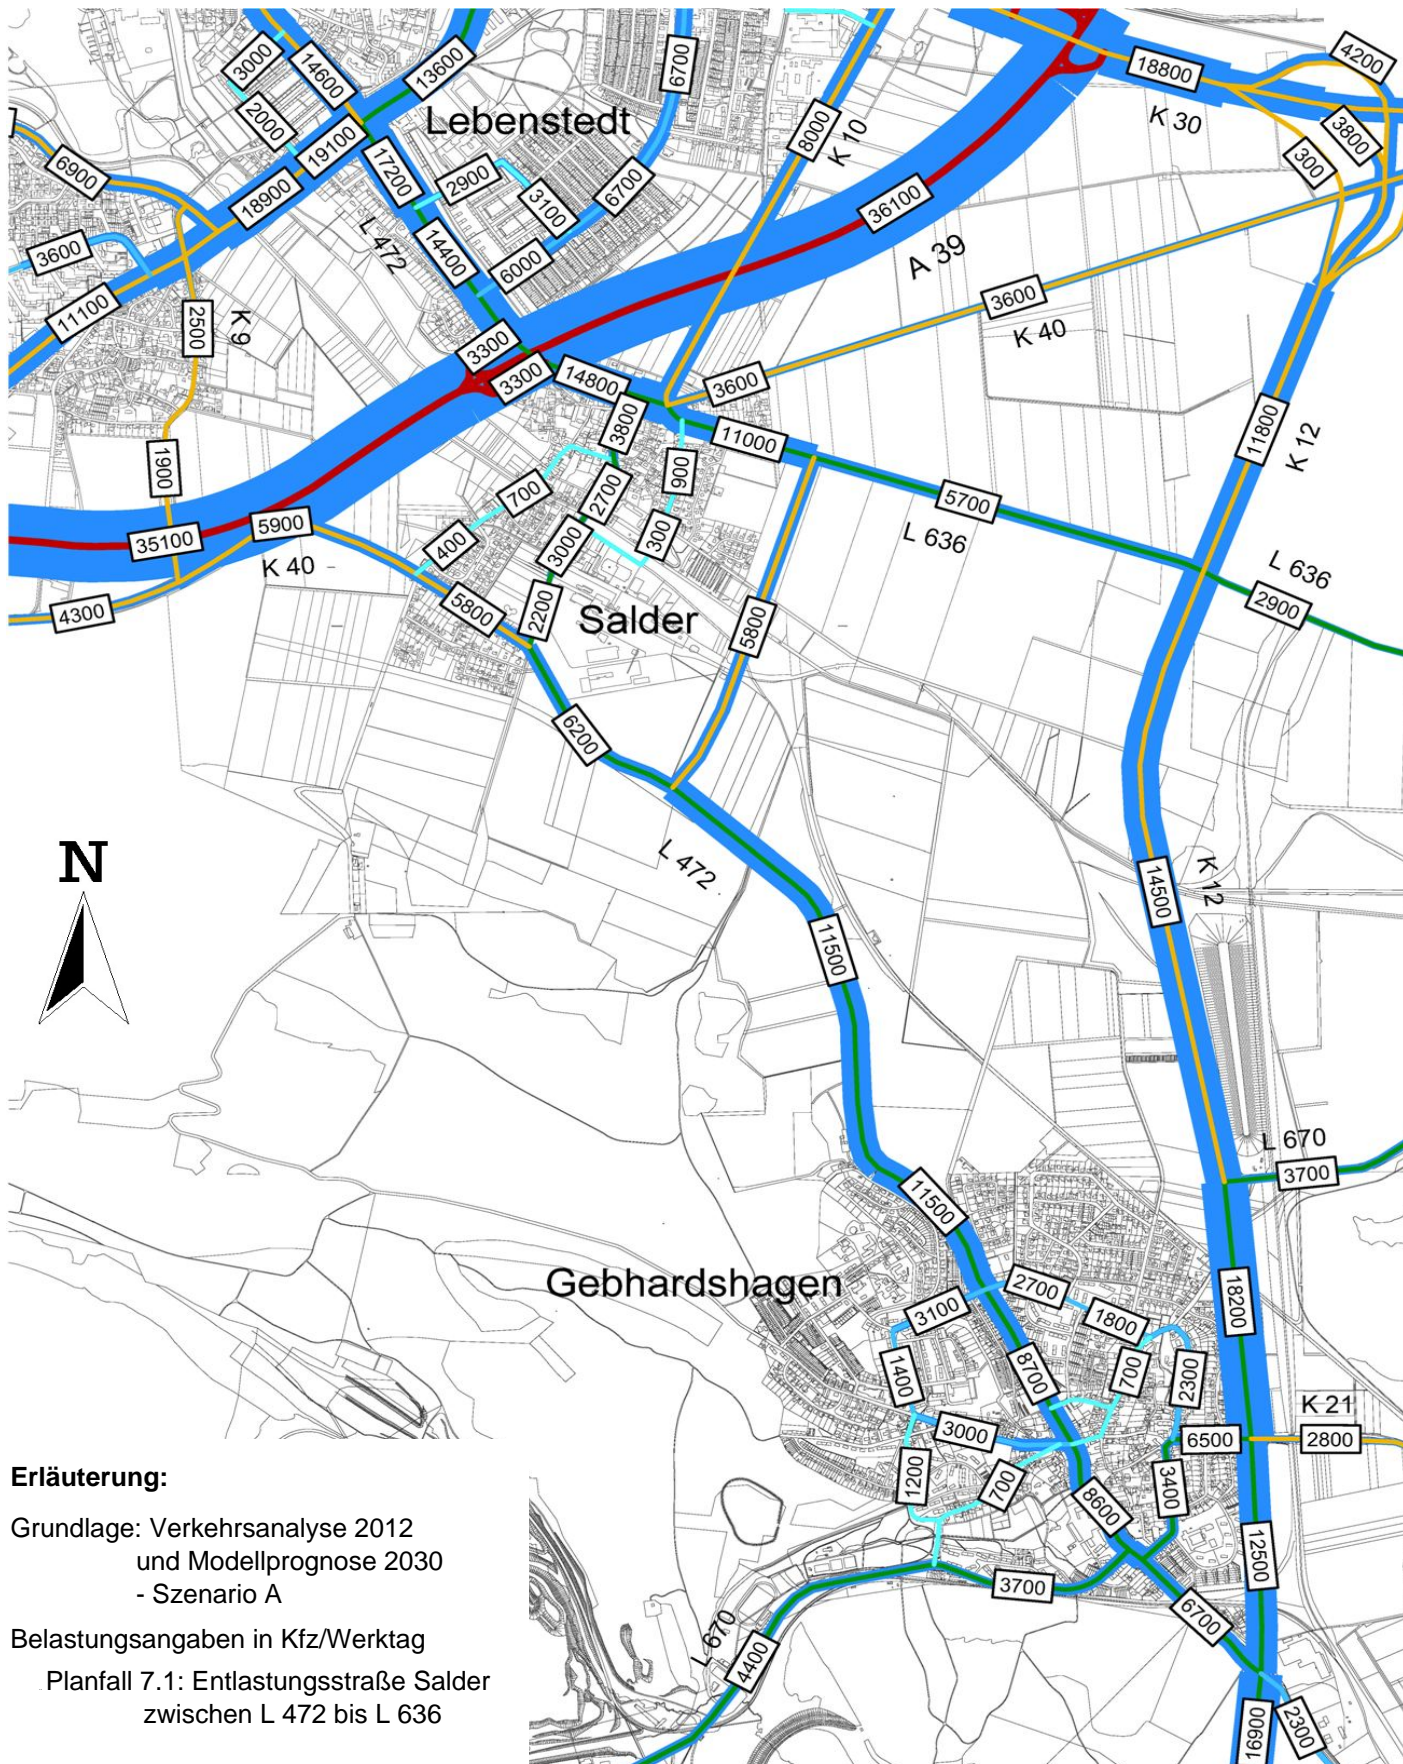 3000
14600
13600
6700
2000
19100
Lebenstedt
8000
K 10
18800
K 30
4200
3800
300
6900
17200
2900
3100
6700
18900
L 472
14400
6000
36100
A 39
3600
11100
2500
K 9
3300
3300
3600
K 40
14800
3600
3800
11000
11800
K 12
1900
700
2700
900
5700
L 636
35100
5900
K 40
400
3000
300
L 636
2900
4300
5800
2200
Salder
5800
6200
N
L 472
11500
14500
K 12
L 670
3700
11500
Gebhardshagen
3100
2700
1800
18200
1400
8700
700
2300
3000
K 21
6500
2800
1200
700
3400
8600
12500
3700
6700
L 670
4400
16900
2300
Erläuterung:
Grundlage: Verkehrsanalyse 2012
und Modellprognose 2030
- Szenario A
Belastungsangaben in Kfz/Werktag
Planfall 7.1: Entlastungsstraße Salder
zwischen L 472 bis L 636